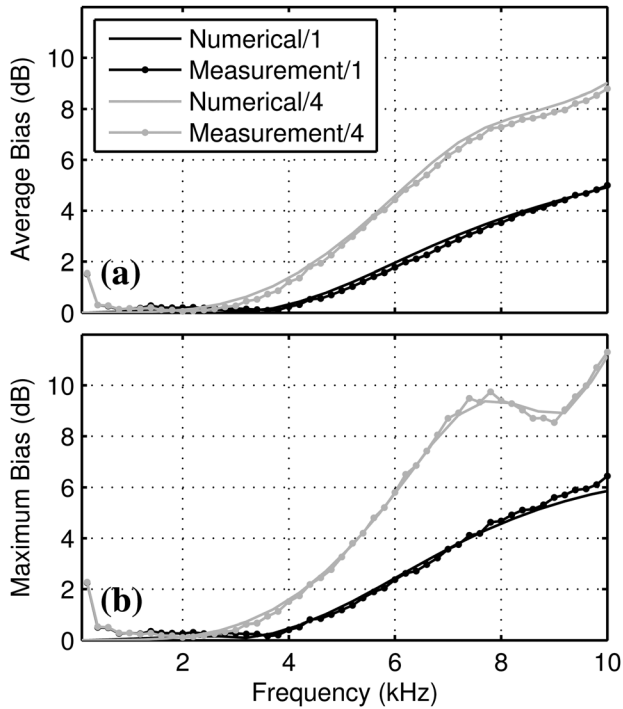 12
10
8
6
4
2
0
Average Bias (dB)
Numerical/1
Measurement/1
Numerical/4
Measurement/4
(a)
10
8
6
4
2
0
Maximum Bias (dB)
(b)
2 4 6 8 10
Frequency (kHz)